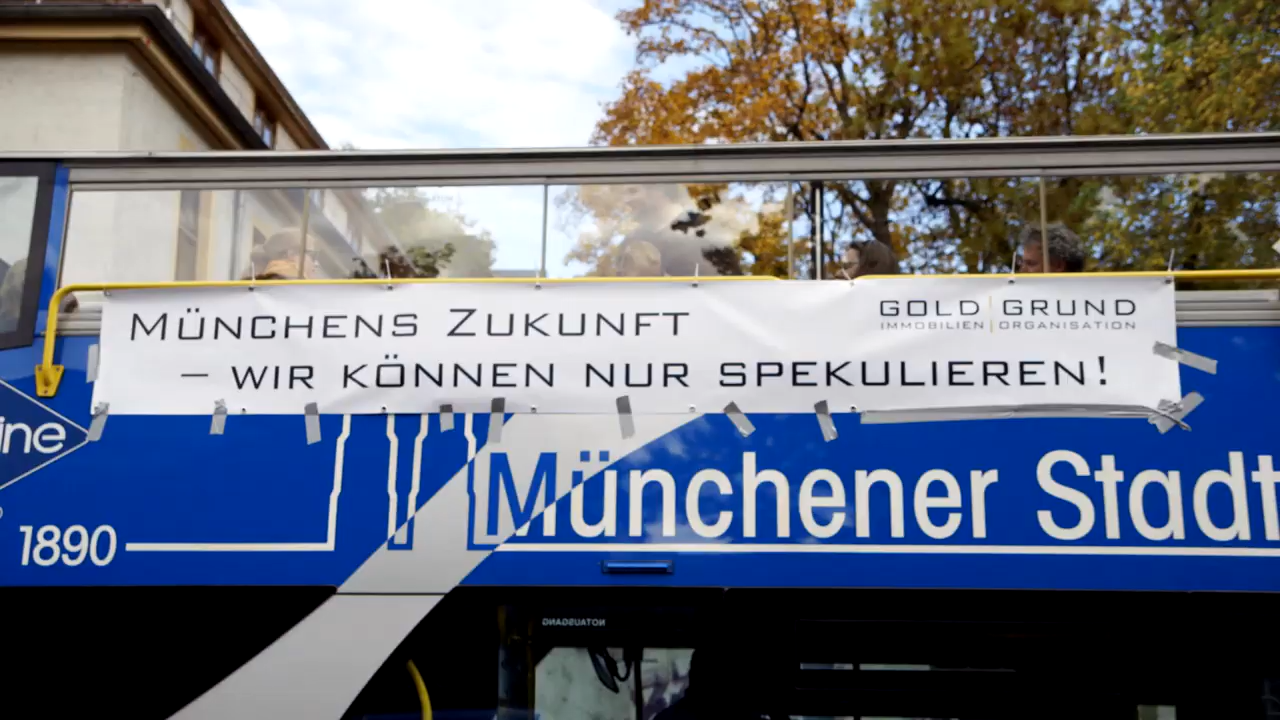 MÜNCHENS ZUKUNFT
– WIR KÖNNEN NUR SPEKULIEREN!
GOLD|GRUND
IMMOBILIEN|ORGANISATION
ine
1890
Münchener Stadt
NOTAUSGANG